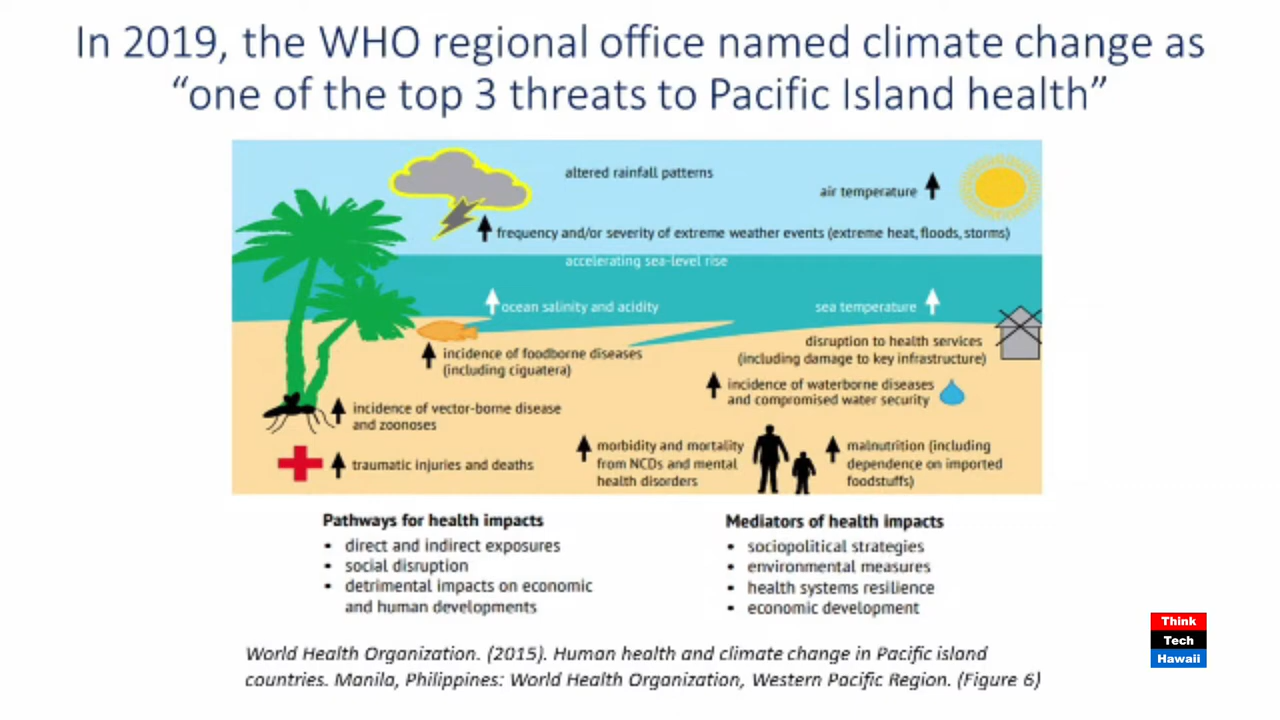 In 2019, the WHO regional office named climate change as
“one of the top 3 threats to Pacific Island health”
altered rainfall patterns
air temperature
frequency and/or severity of extreme weather events (extreme heat, floods, storms)
accelerating sea-level rise
ocean salinity and acidity
sea temperature
incidence of foodborne diseases
(including ciguatera)
disruption to health services
(including damage to key infrastructure)
incidence of waterborne diseases
and compromised water security
incidence of vector-borne disease
and zoonoses
traumatic injuries and deaths
morbidity and mortality
from NCDs and mental
health disorders
malnutrition (including
dependence on imported
foodstuffs)
Pathways for health impacts
• direct and indirect exposures
• social disruption
• detrimental impacts on economic
and human developments
Mediators of health impacts
• sociopolitical strategies
• environmental measures
• health systems resilience
• economic development
World Health Organization. (2015). Human health and climate change in Pacific island
countries. Manila, Philippines: World Health Organization, Western Pacific Region. (Figure 6)
Think
Tech
Hawaii